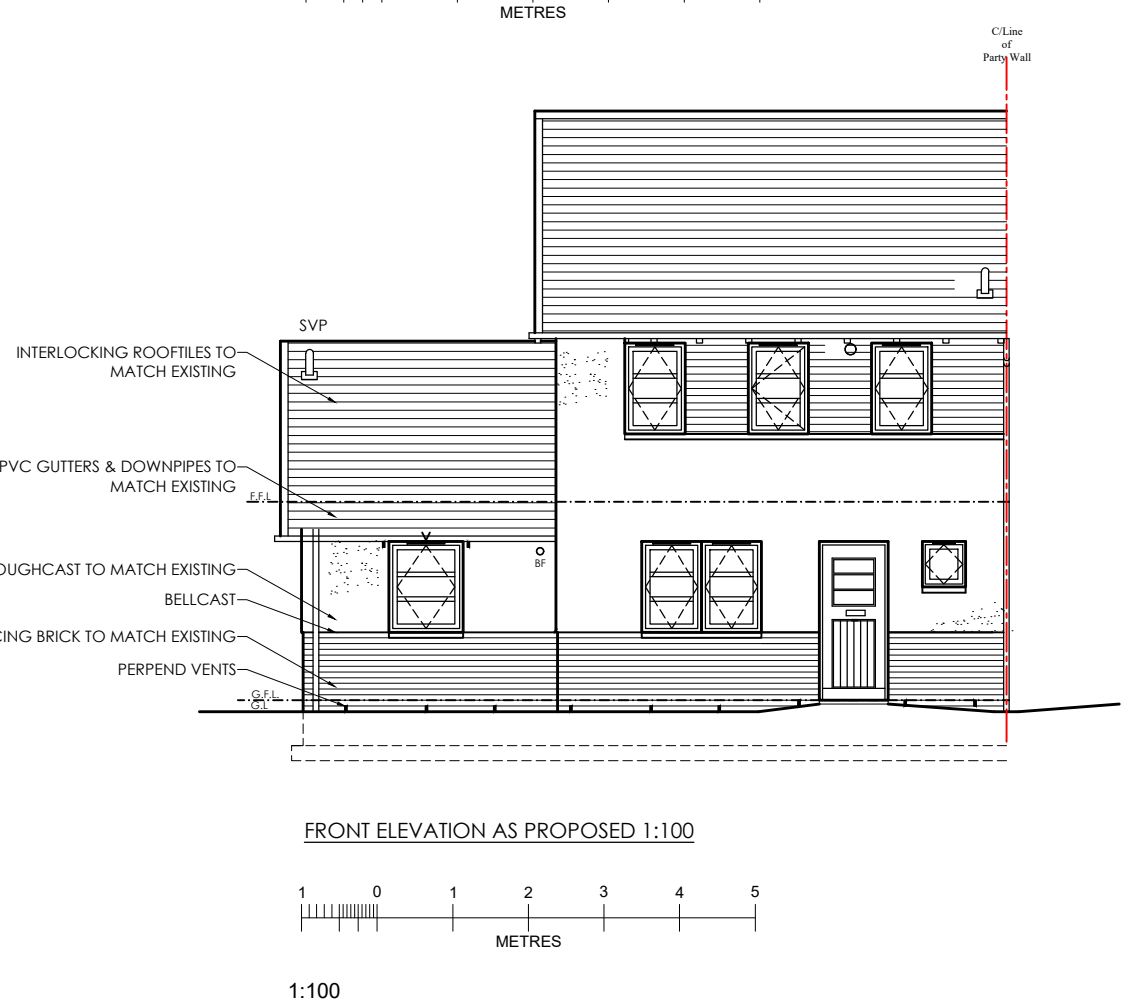 METRES
C/Line
of
Party Wall
SVP
INTERLOCKING ROOFTILES TO
MATCH EXISTING
PVC GUTTERS & DOWNPIPES TO
MATCH EXISTING
F.F.L
BF
OUGHCAST TO MATCH EXISTING
BELLCAST
CING BRICK TO MATCH EXISTING
PERPEND VENTS
G.F.L.
G.L
FRONT ELEVATION AS PROPOSED 1:100
1 0 1 2 3 4 5
METRES
1:100